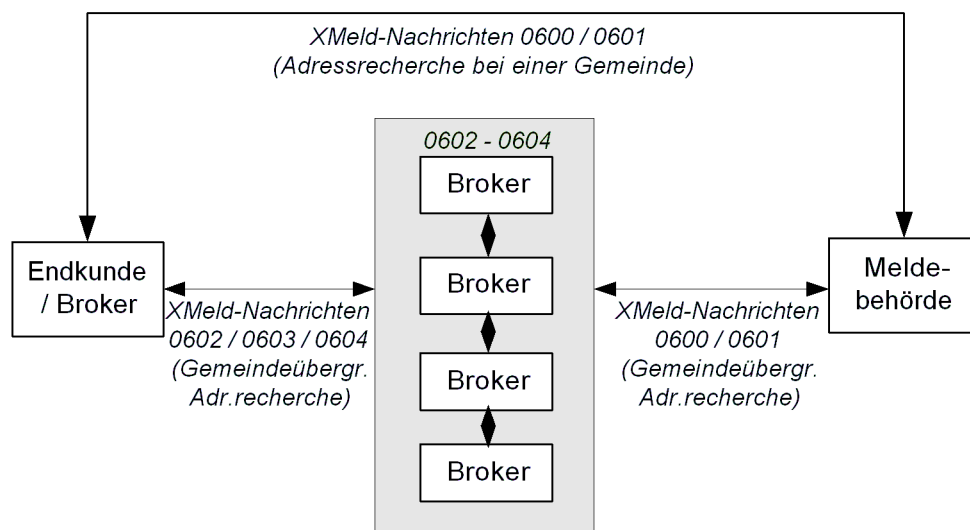 XMeld-Nachrichten 0600 / 0601
(Adressrecherche bei einer Gemeinde)
0602 - 0604
Broker
Broker
Broker
Broker
Endkunde
/ Broker
XMeld-Nachrichten
0602 / 0603 / 0604
(Gemeindeübergr.
Adr.recherche)
XMeld-Nachrichten
0600 / 0601
(Gemeindeübergr.
Adr.recherche)
Melde-
behörde